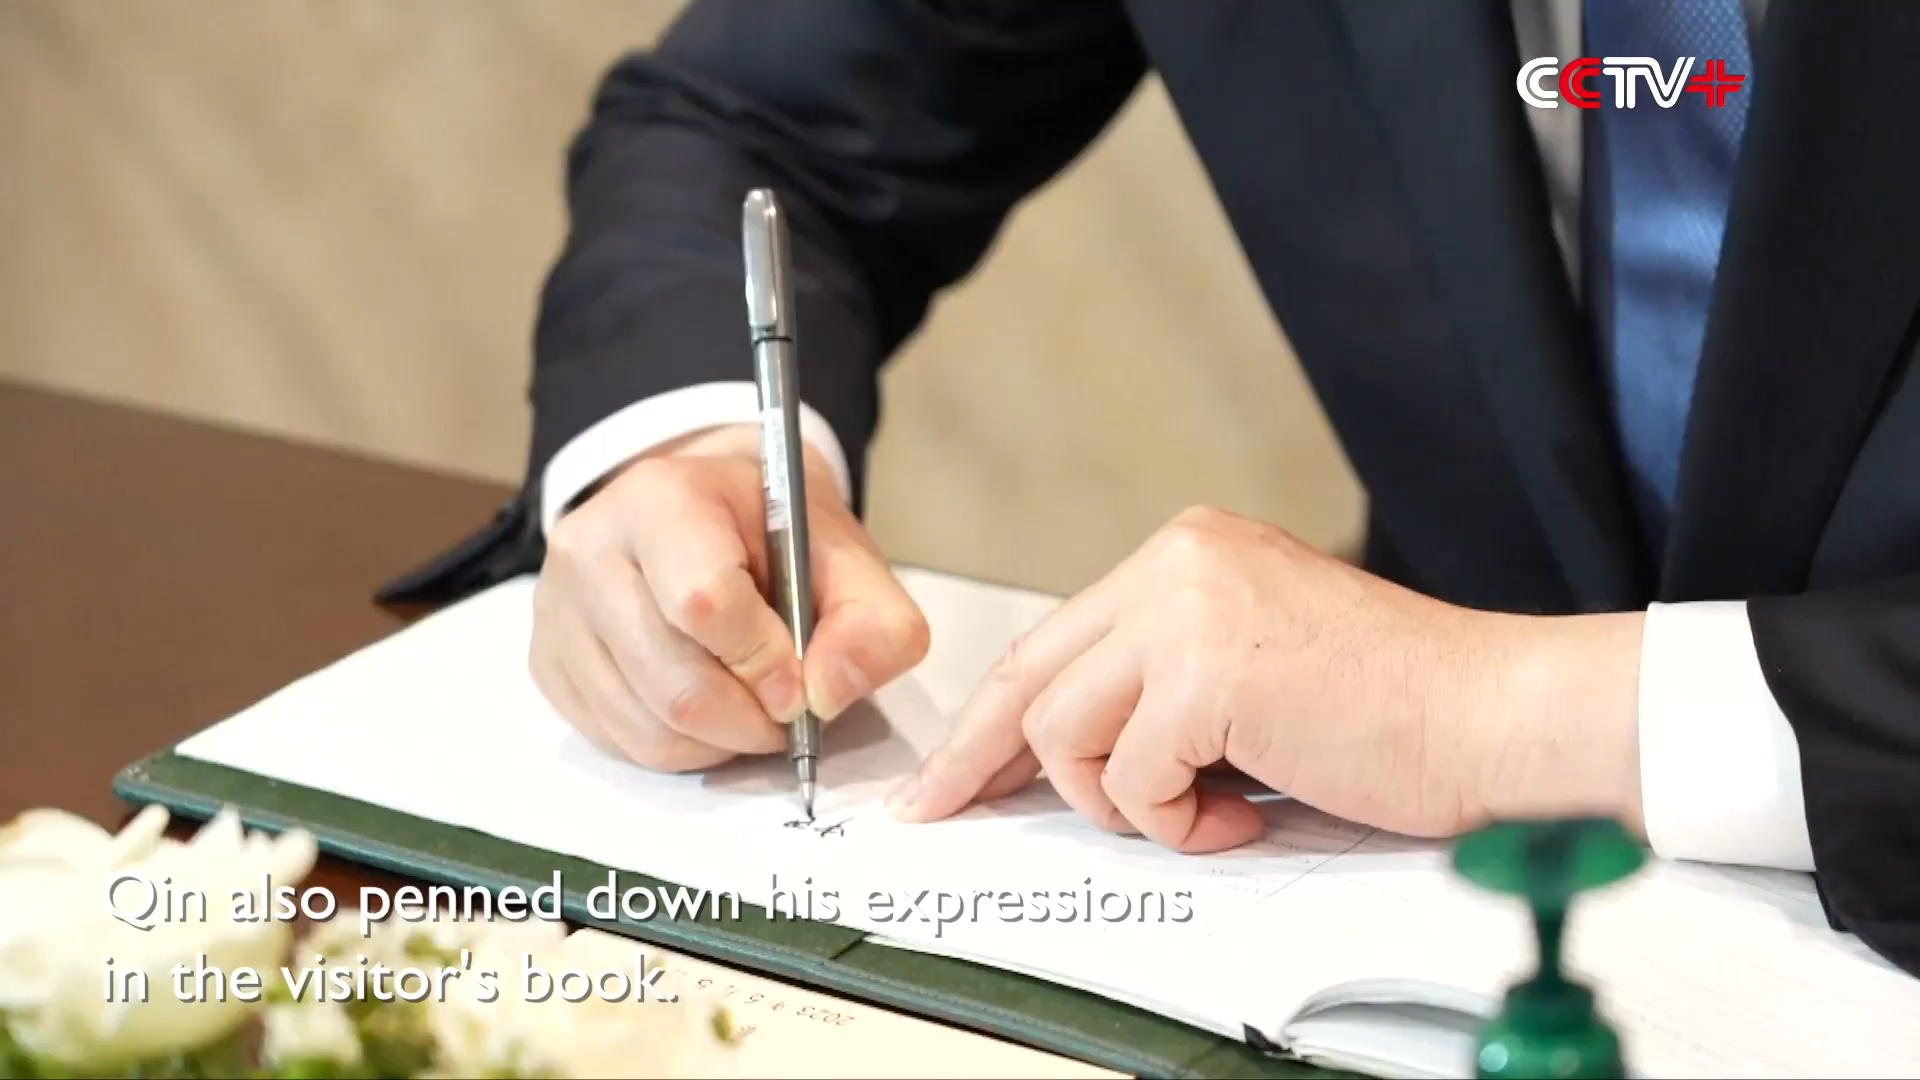 CCTV+
Qin also penned down his expressions
in the visitor's book.